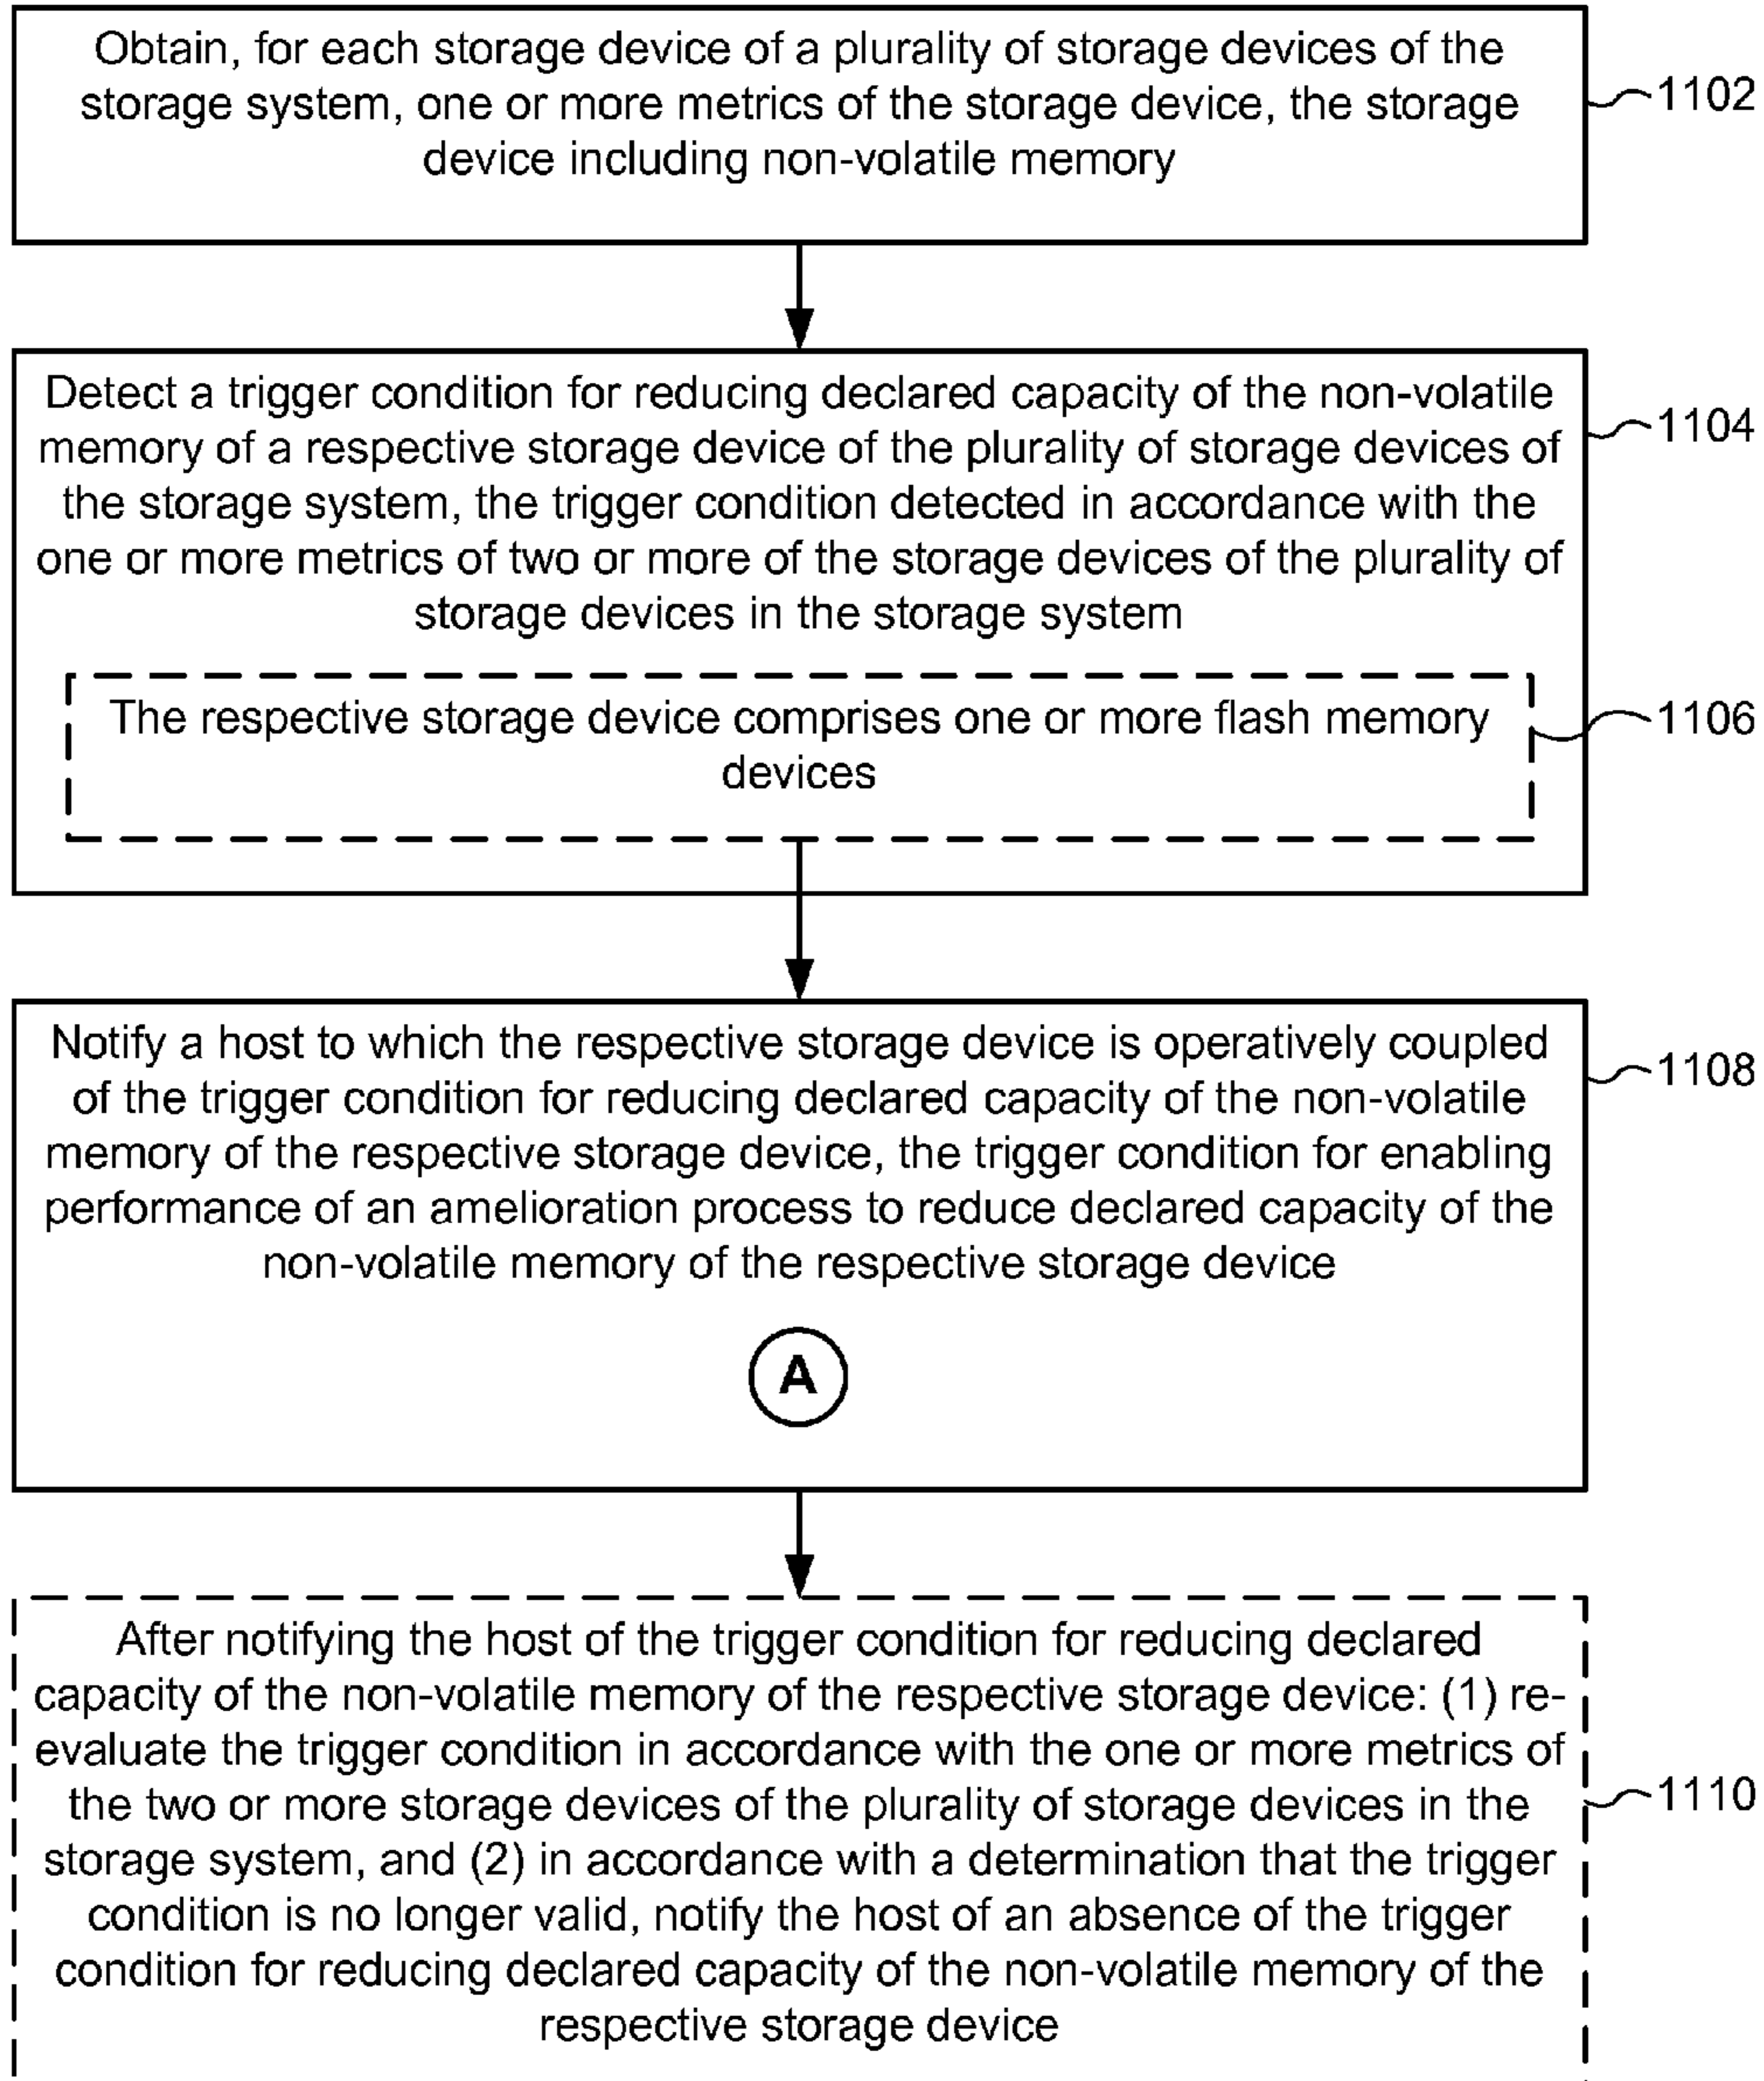 Obtain, for each storage device of a plurality of storage devices of the
storage system, one or more metrics of the storage device, the storage
device including non-volatile memory
1102
Detect a trigger condition for reducing declared capacity of the non-volatile
memory of a respective storage device of the plurality of storage devices of
the storage system, the trigger condition detected in accordance with the
one or more metrics of two or more of the storage devices of the plurality of
storage devices in the storage system
1104
The respective storage device comprises one or more flash memory
devices
1106
Notify a host to which the respective storage device is operatively coupled
of the trigger condition for reducing declared capacity of the non-volatile
memory of the respective storage device, the trigger condition for enabling
performance of an amelioration process to reduce declared capacity of the
non-volatile memory of the respective storage device
1108
A
After notifying the host of the trigger condition for reducing declared
capacity of the non-volatile memory of the respective storage device: (1) re-
evaluate the trigger condition in accordance with the one or more metrics of
the two or more storage devices of the plurality of storage devices in the
storage system, and (2) in accordance with a determination that the trigger
condition is no longer valid, notify the host of an absence of the trigger
condition for reducing declared capacity of the non-volatile memory of the
respective storage device
1110